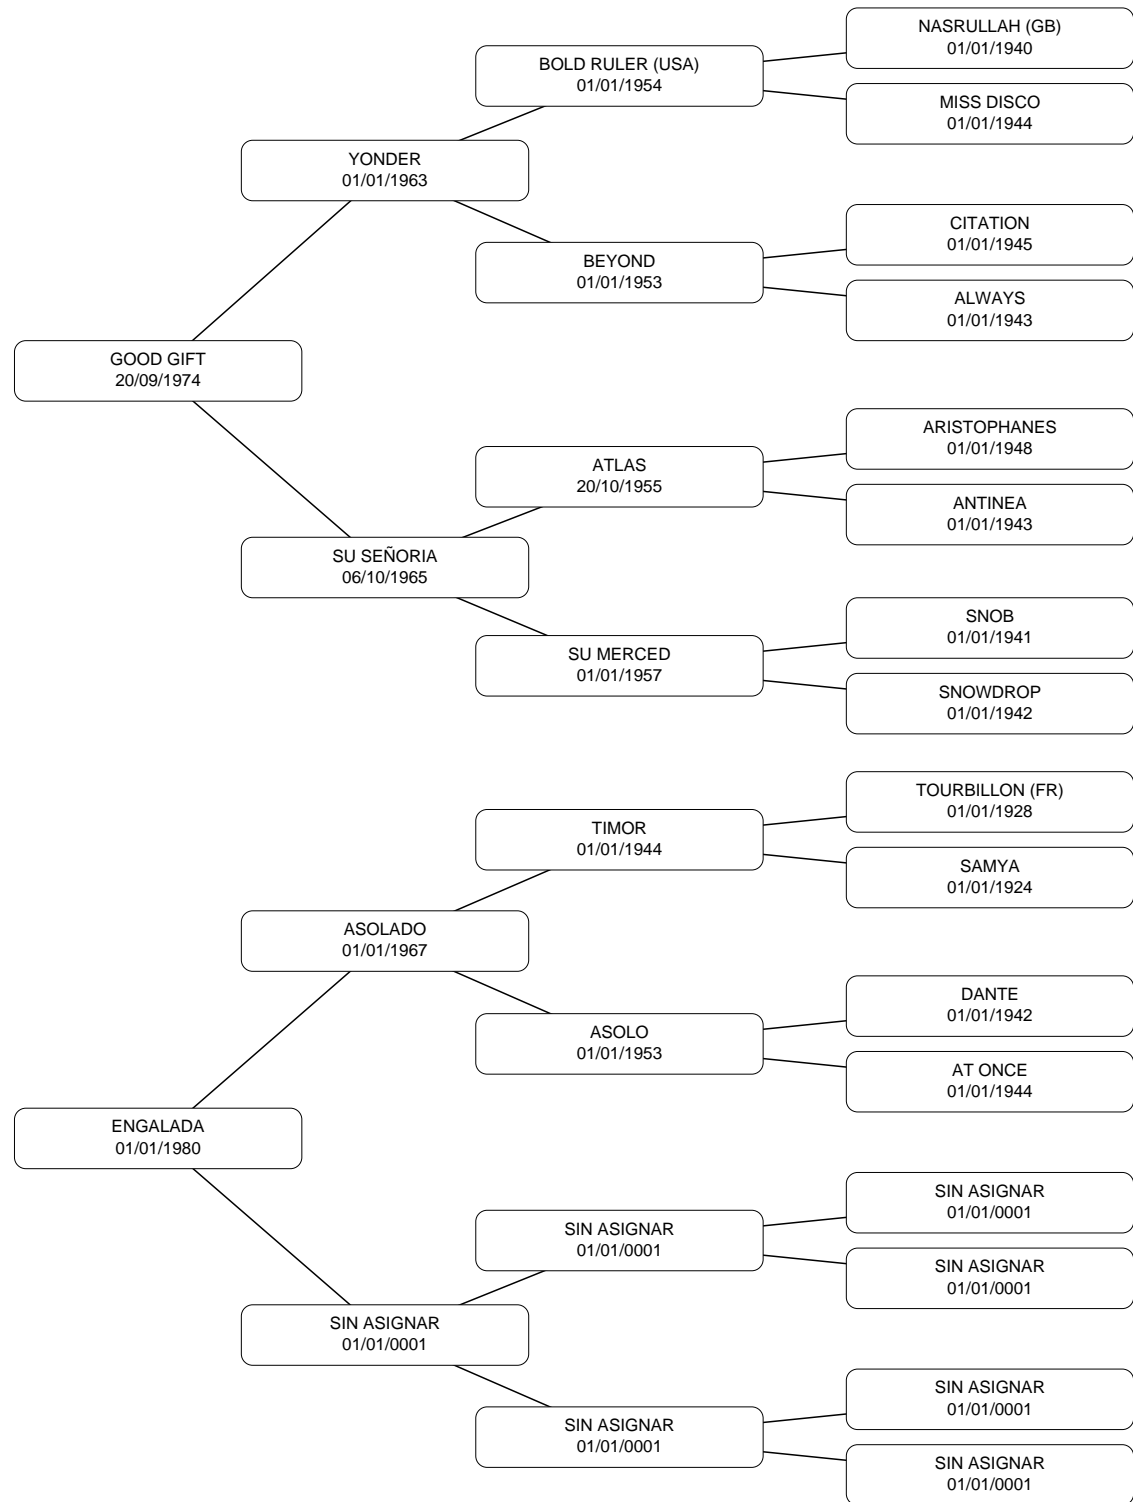 NASRULLAH (GB)
01/01/1940
BOLD RULER (USA)
01/01/1954
MISS DISCO
01/01/1944
YONDER
01/01/1963
CITATION
01/01/1945
BEYOND
01/01/1953
ALWAYS
01/01/1943
GOOD GIFT
20/09/1974
ARISTOPHANES
01/01/1948
ATLAS
20/10/1955
ANTINEA
01/01/1943
SU SEÑORIA
06/10/1965
SNOB
01/01/1941
SU MERCED
01/01/1957
SNOWDROP
01/01/1942
TOURBILLON (FR)
01/01/1928
TIMOR
01/01/1944
SAMYA
01/01/1924
ASOLADO
01/01/1967
DANTE
01/01/1942
ASOLO
01/01/1953
AT ONCE
01/01/1944
ENGALADA
01/01/1980
SIN ASIGNAR
01/01/0001
SIN ASIGNAR
01/01/0001
SIN ASIGNAR
01/01/0001
SIN ASIGNAR
01/01/0001
SIN ASIGNAR
01/01/0001
SIN ASIGNAR
01/01/0001
SIN ASIGNAR
01/01/0001